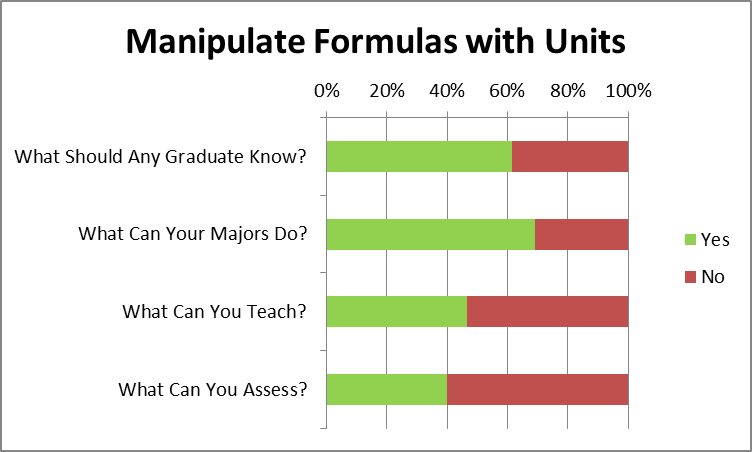 Manipulate Formulas with Units
0% 20% 40% 60% 80% 100%
What Should Any Graduate Know?
What Can Your Majors Do?
Yes
No
What Can You Teach?
What Can You Assess?